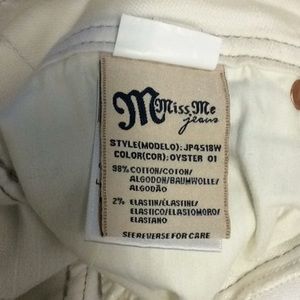 M Miss Me
jeans
STYLE(MODELO): JP4518W
COLOR(COR): OYSTER 01
98% COTTON/COTON/
ALGODON/BAUMWOLLE/
ALGODÃO
2% ELASTIN/ÉLASTINE/
ELASTICO/ELASTOMORO/
ELASTANO
SEE REVERSE FOR CARE